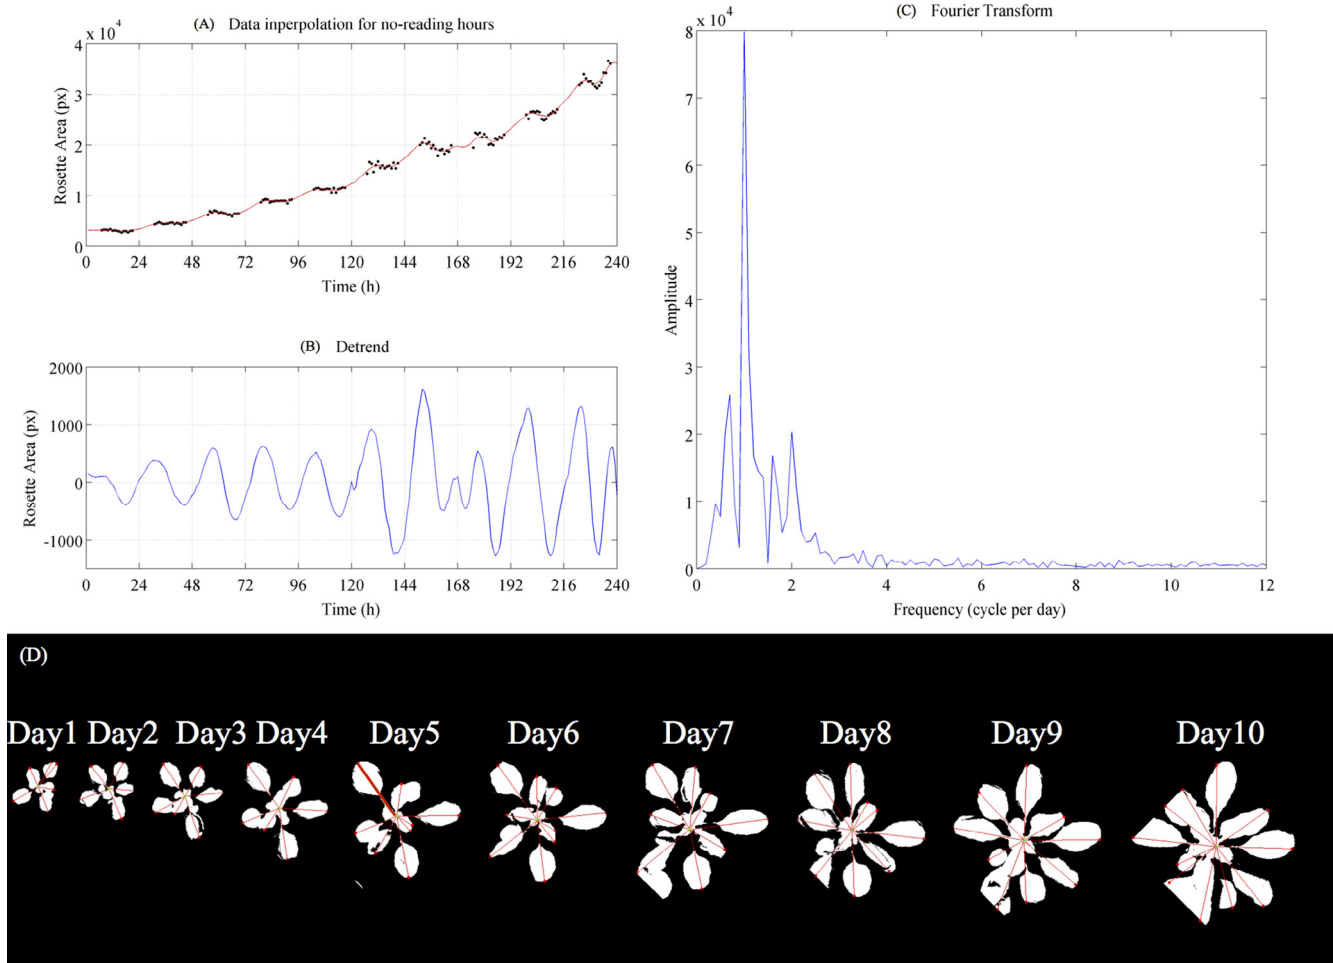 (A) Data inperpolation for no-reading hours
x 10^4
4
3
2
1
0
Rosette Area (px)
0 24 48 72 96 120 144 168 192 216 240
Time (h)
(B) Detrend
2000
1000
0
-1000
Rosette Area (px)
0 24 48 72 96 120 144 168 192 216 240
Time (h)
(C) Fourier Transform
x 10^4
8
7
6
5
4
3
2
1
0
Amplitude
0 2 4 6 8 10 12
Frequency (cycle per day)
(D)
Day1 Day2 Day3 Day4 Day5 Day6 Day7 Day8 Day9 Day10